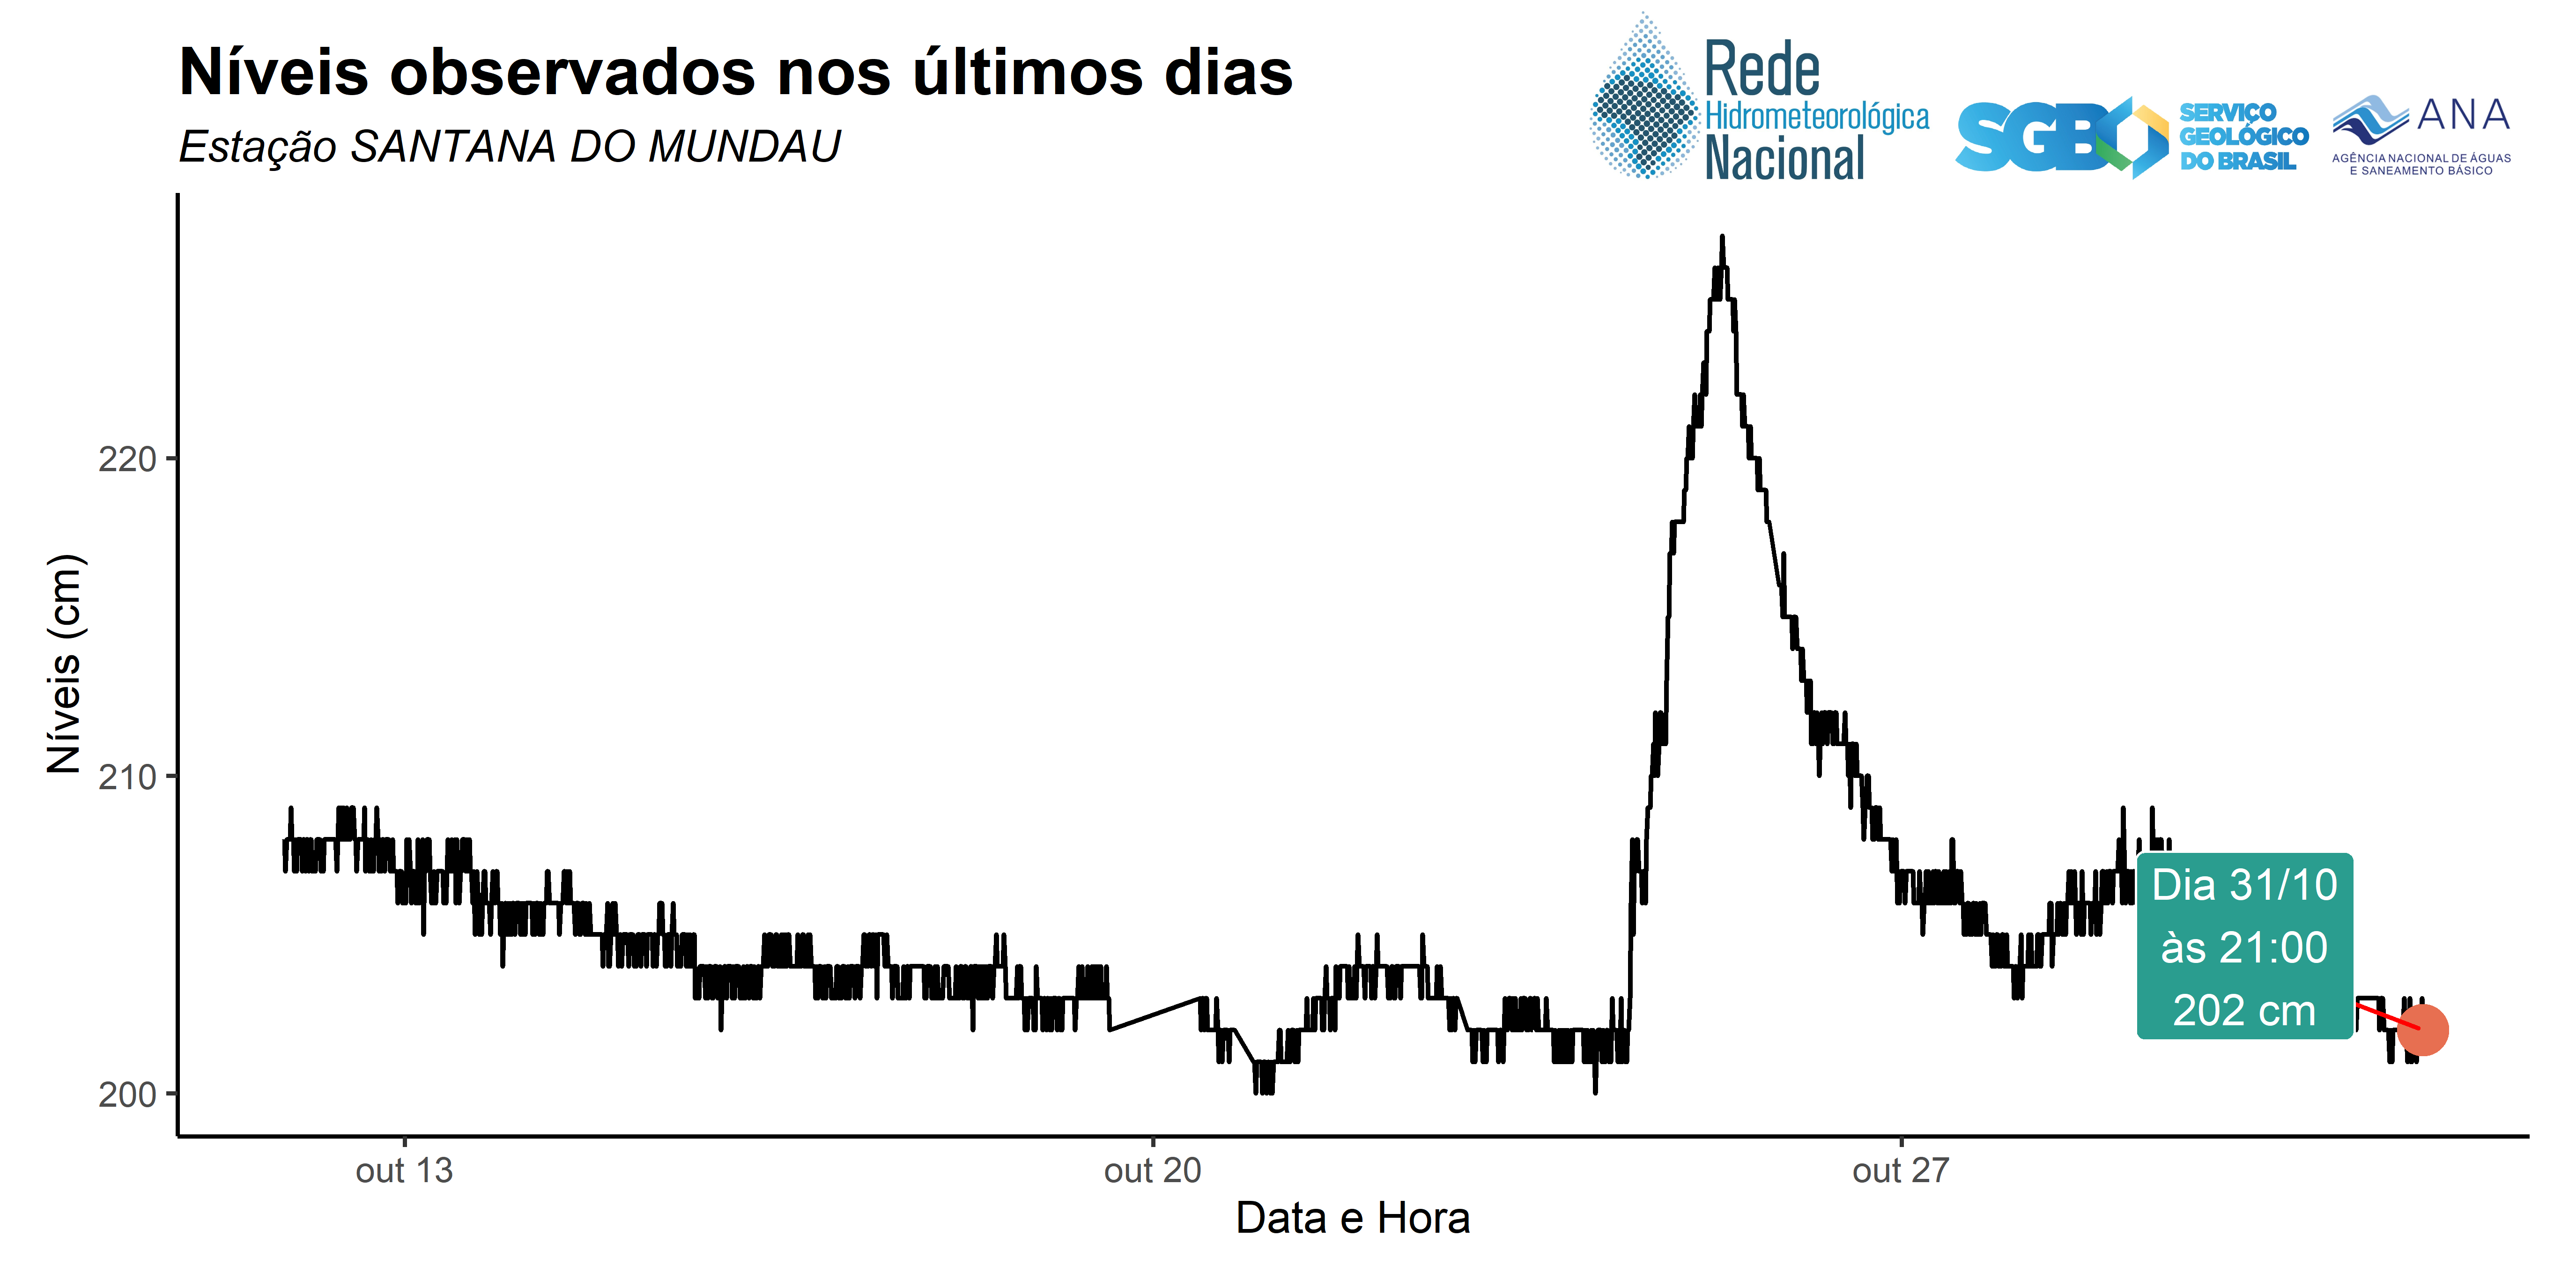 Níveis observados nos últimos dias
Estação SANTANA DO MUNDAU
Rede
Hidrometeorológica
Nacional
SGB
SERVIÇO
GEOLÓGICO
DO BRASIL
ANA
AGÊNCIA NACIONAL DE ÁGUAS
E SANEAMENTO BÁSICO
Níveis (cm)
220
210
200
Dia 31/10
às 21:00
202 cm
out 13
out 20
out 27
Data e Hora